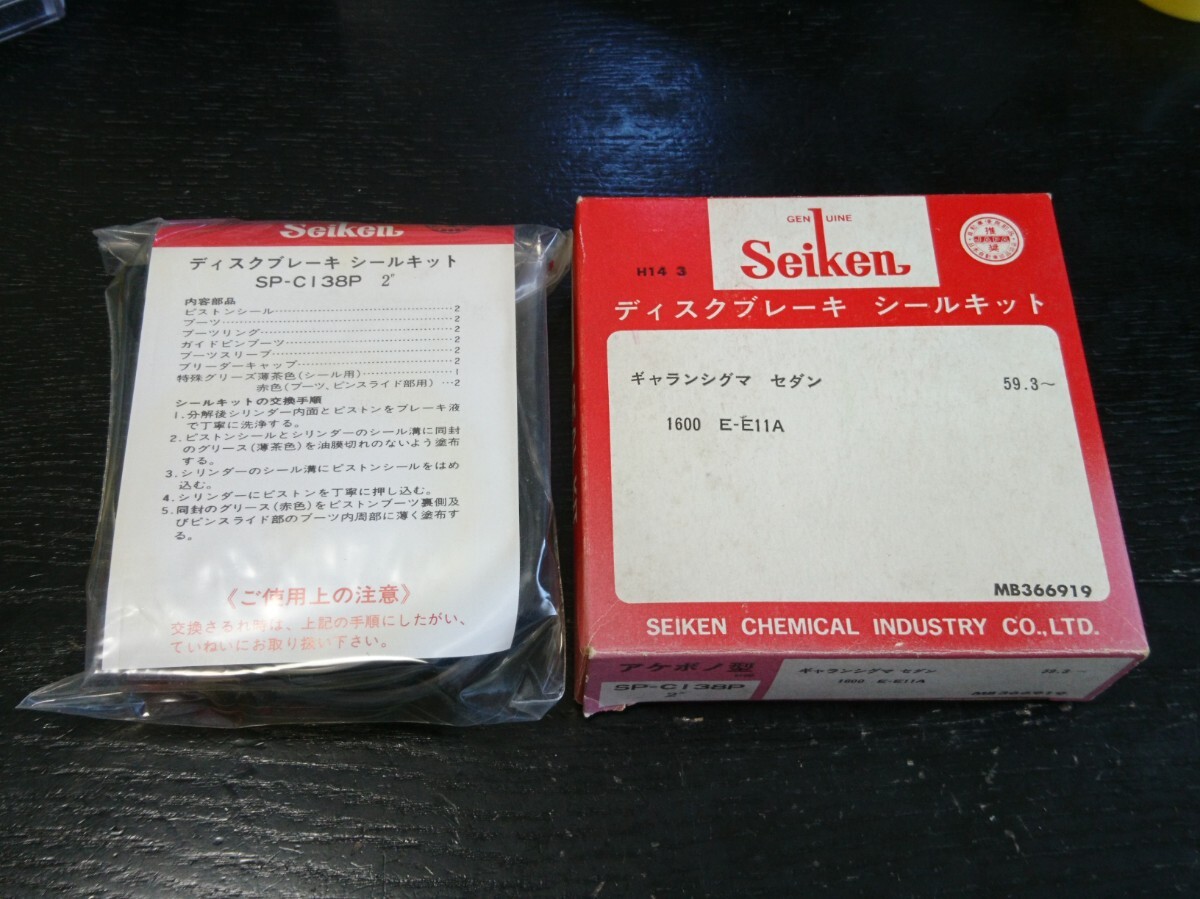 Seiken
ディスクブレーキ シールキット
SP-C138P 2"
内容部品
ピストンシール…………………………2
ブーツ……………………………………2
ブーツリング……………………………2
ガイドピンブーツ………………………2
ブーツスリーブ…………………………2
ブリーダーキャップ……………………2
特殊グリーズ薄茶色(シール用)…………1
赤色(ブーツ、ピンスライド部用)…2
シールキットの交換手順
1.分解後シリンダー内面とピストンをブレーキ液
で丁寧に洗浄する。
2.ピストンシールとシリンダーのシール溝に同封
のグリース(薄茶色)を油膜切れのないよう塗布
する。
3.シリンダーのシール溝にピストンシールをはめ
込む。
4.シリンダーにピストンを丁寧に押し込む。
5.同封のグリース(赤色)をピストンブーツ裏側及
びピンスライド部のブーツ内周部に薄く塗布す
る。
《ご使用上の注意》
交換される時は、上記の手順にしたがい、
ていねいにお取り扱い下さい。
GENUINE
Seiken
H14 3
推奨
ディスクブレーキ シールキット
ギャランシグマ セダン 59.3~
1600 E-E11A
MB366919
SEIKEN CHEMICAL INDUSTRY CO.,LTD.
アケボノ型
ギャランシグマ セダン 59.3~
SP-C138P
1600 E-E11A
2"
MB366919